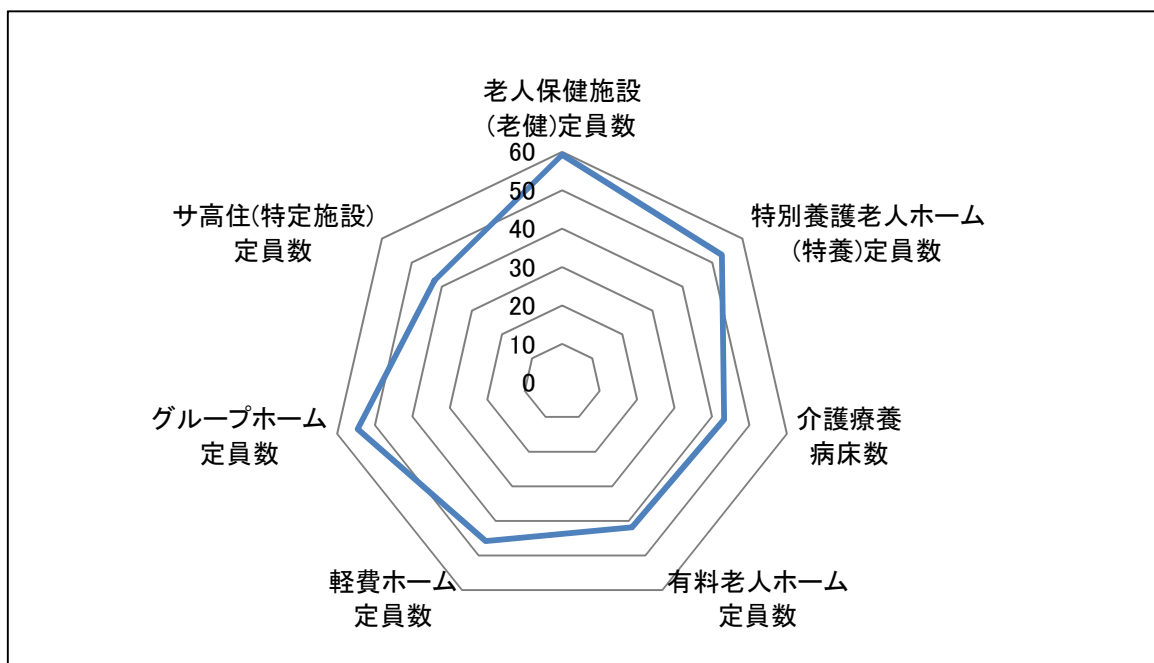 老人保健施設
(老健)定員数
60
50
40
30
20
10
0
特別養護老人ホーム
(特養)定員数
介護療養
病床数
有料老人ホーム
定員数
軽費ホーム
定員数
グループホーム
定員数
サ高住(特定施設)
定員数